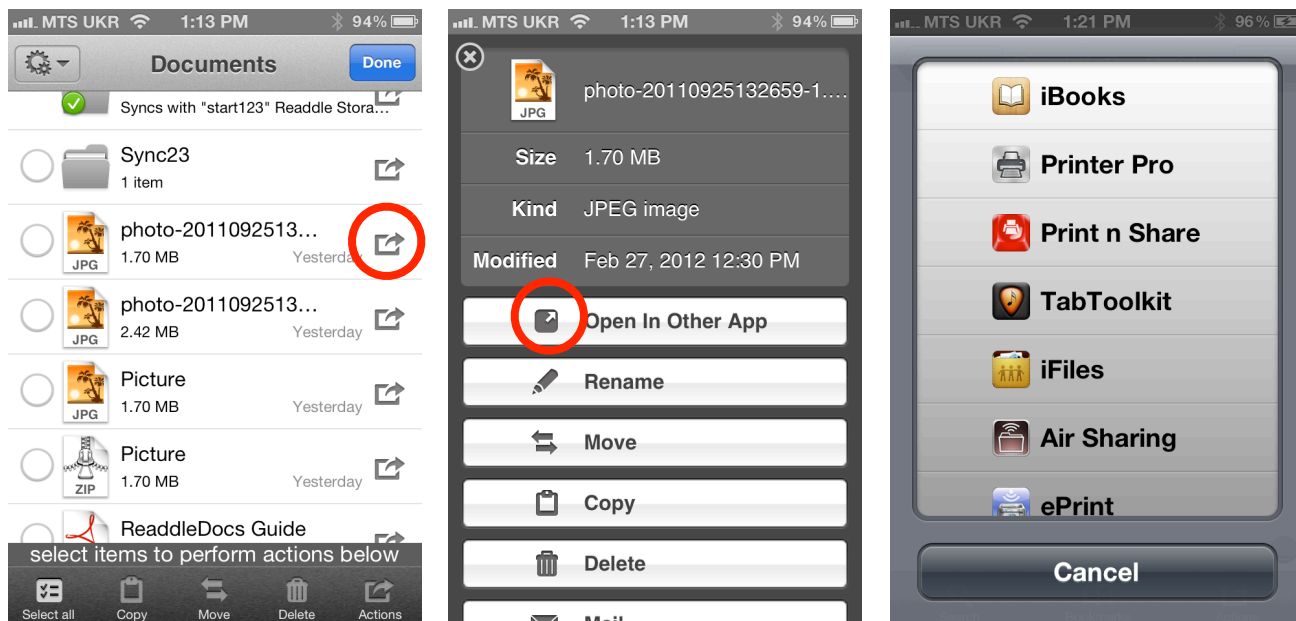 MTS UKR 1:13 PM 94%
Documents
Done
Syncs with "start123" Readdle Stora...
Sync23
1 item
photo-2011092513...
1.70 MB
Yesterday
JPG
photo-2011092513...
2.42 MB
Yesterday
JPG
Picture
1.70 MB
Yesterday
JPG
Picture
1.70 MB
Yesterday
ZIP
ReaddleDocs Guide
select items to perform actions below
Select all
Copy
Move
Delete
Actions
MTS UKR 1:13 PM 94%
JPG
photo-20110925132659-1....
Size 1.70 MB
Kind JPEG image
Modified Feb 27, 2012 12:30 PM
Open In Other App
Rename
Move
Copy
Delete
Mail
MTS UKR 1:21 PM 96%
iBooks
Printer Pro
Print n Share
TabToolkit
iFiles
Air Sharing
ePrint
Cancel